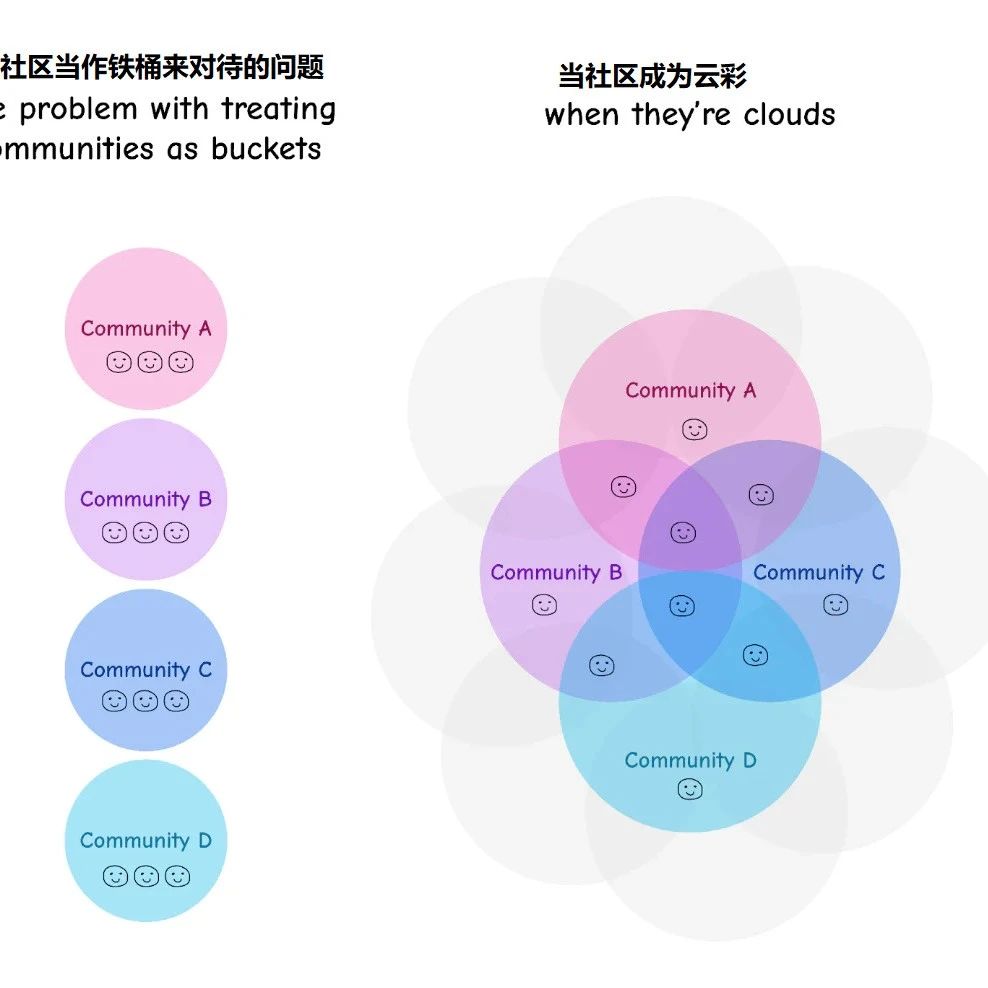 社区当作铁桶来对待的问题
problem with treating
communities as buckets
当社区成为云彩
when they're clouds
Community A
Community B
Community C
Community D
Community A
Community B
Community C
Community D